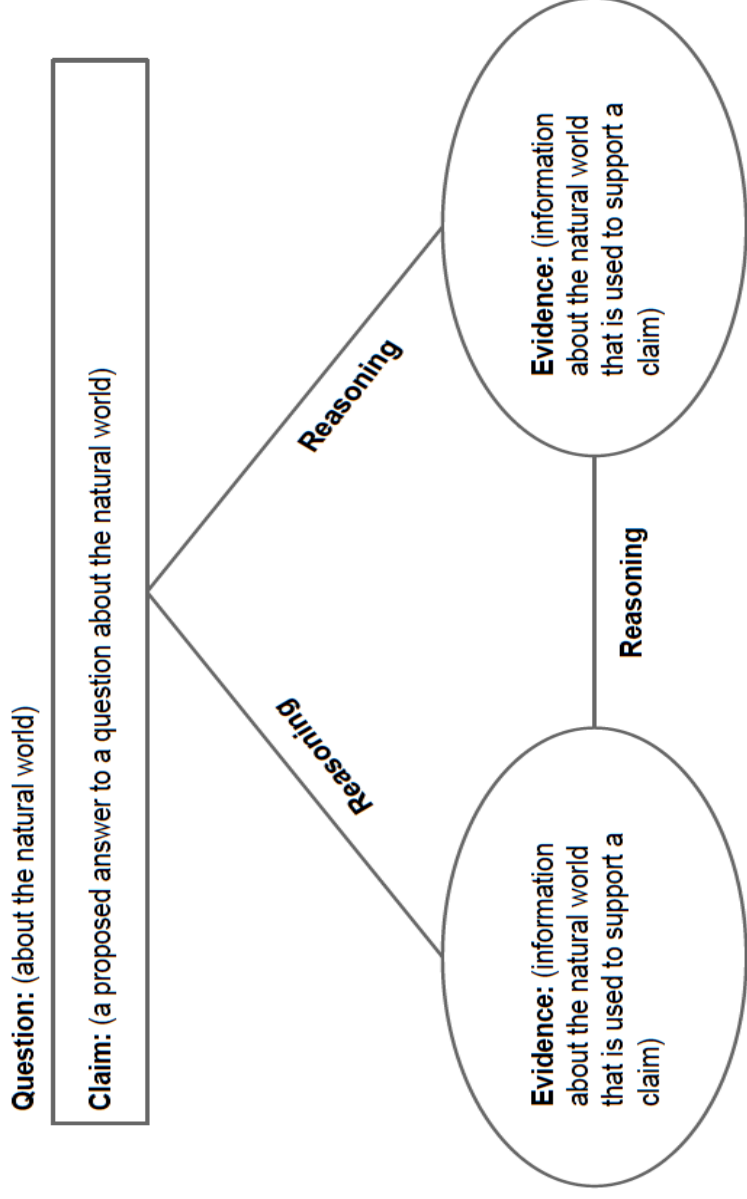 Question: (about the natural world)
Claim: (a proposed answer to a question about the natural world)
Reasoning
Reasoning
Evidence: (information
about the natural world
that is used to support a
claim)
Reasoning
Evidence: (information
about the natural world
that is used to support a
claim)